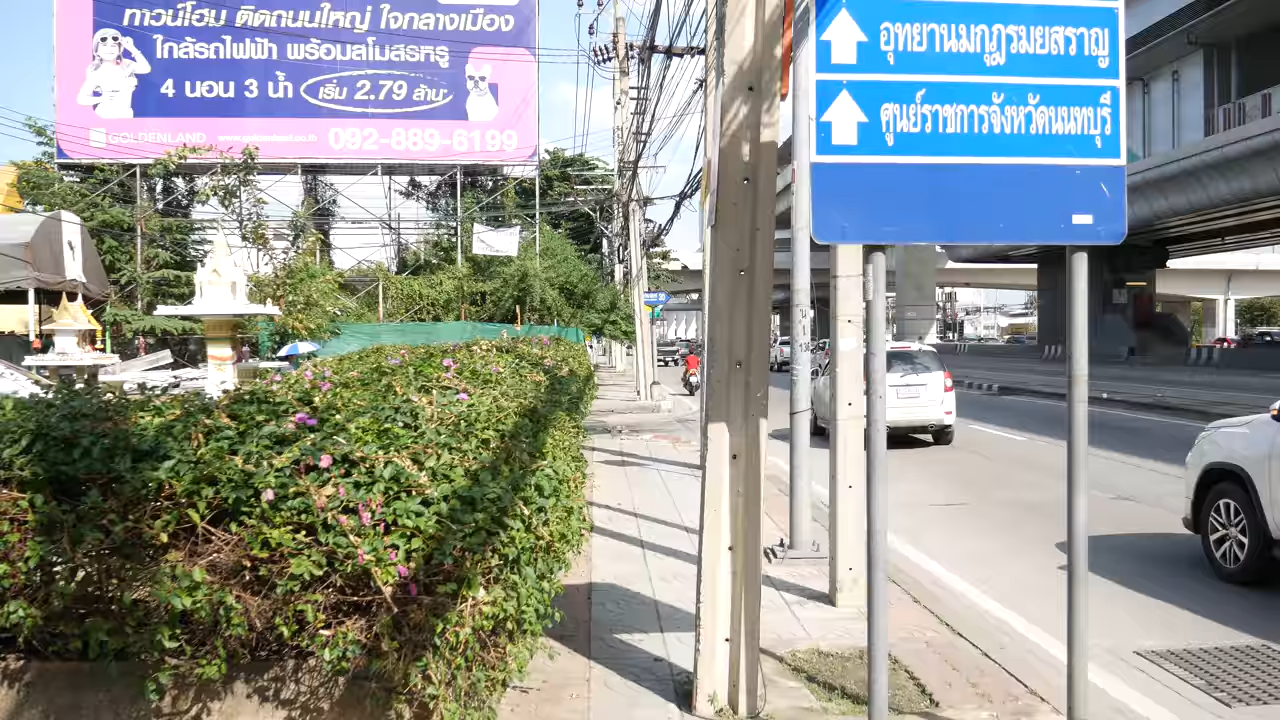 ทาวน์โฮม ติดถนนใหญ่ ใจกลางเมือง
ใกล้รถไฟฟ้า พร้อมสโมสรหรู
4 นอน 3 น้ำ เริ่ม 2.79 ล้าน*
GOLDENLAND www.goldenland.co.th 092-889-6199
อุทยานมกุฎรมยสราญ
ศูนย์ราชการจังหวัดนนทบุรี